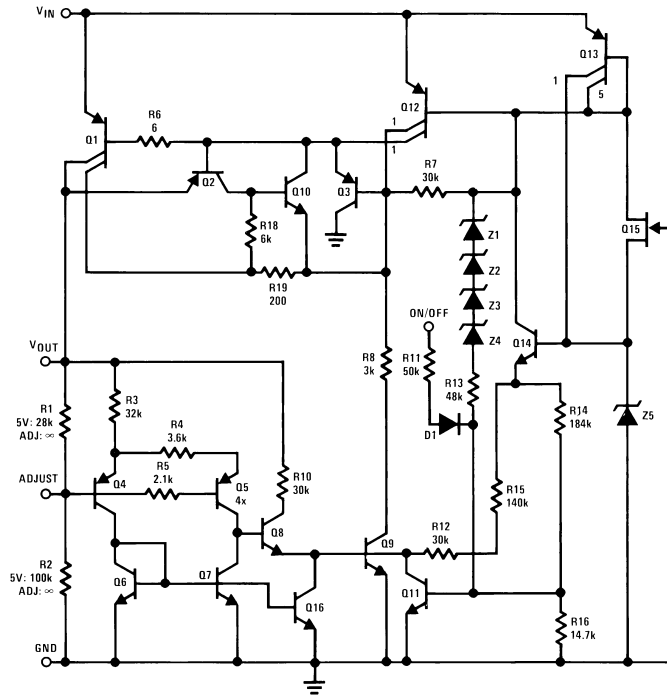 VIN
Q13
1
5
Q12
1
1
R6
6
Q1
R7
30k
Q2
Q10
Q3
Z1
Q15
R18
6k
Z2
Z3
R19
200
ON/OFF
Z4
Q14
VOUT
R8
3k
R11
50k
R13
48k
R3
32k
R14
184k
Z5
R1
5V: 28k
ADJ: ∞
R4
3.6k
D1
R5
2.1k
ADJUST
Q4
Q5
4x
R10
30k
R15
140k
Q8
Q9
R12
30k
R2
5V: 100k
ADJ: ∞
Q6
Q7
Q16
Q11
R16
14.7k
GND